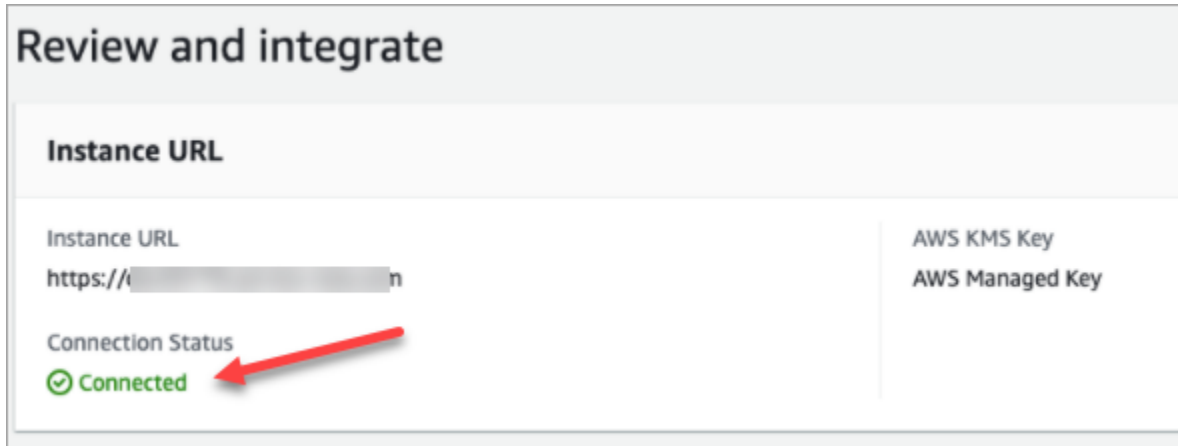 Review and integrate
Instance URL
Instance URL
https://
AWS KMS Key
AWS Managed Key
Connection Status
Connected